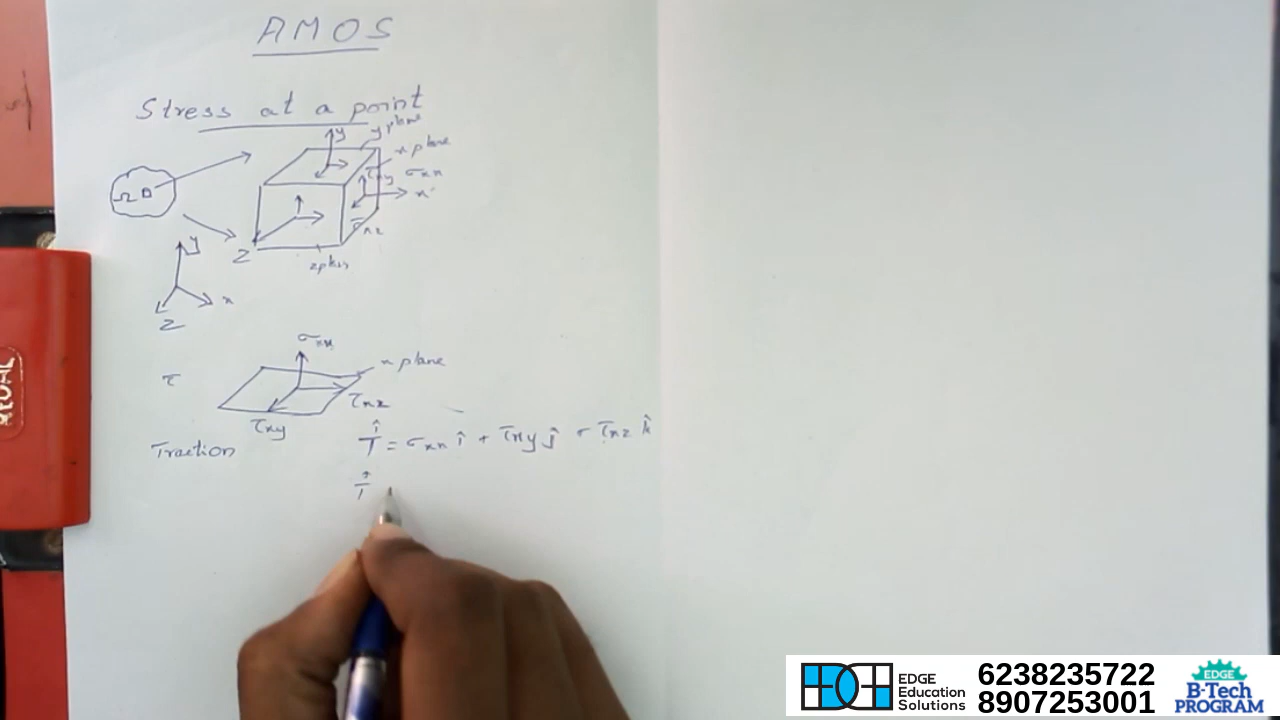 AMOS
Stress at a point
y
y plane
x plane
τxy σxx
x
Ω
τxz
Z
z plane
y
x
Z
σxx
x plane
τ
τxz
τxy
Traction
T^î = σxx î + τxy ĵ + τxz k̂
EDGE
Education
Solutions
6238235722
8907253001
EDGE
B-Tech
PROGRAM